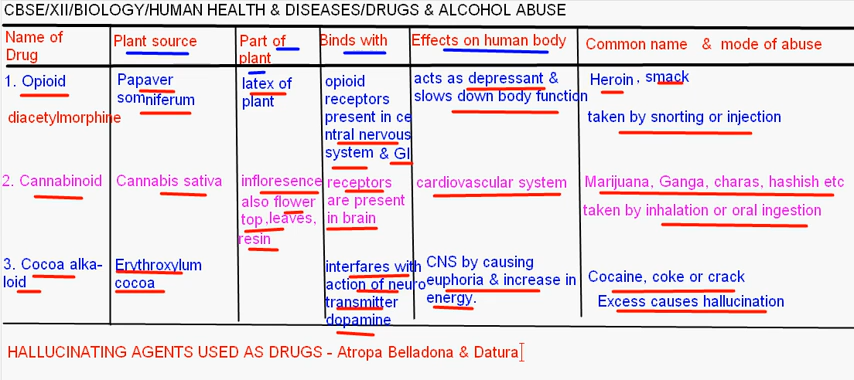 CBSE/XII/BIOLOGY/HUMAN HEALTH & DISEASES/DRUGS & ALCOHOL ABUSE
Name of
Drug
Plant source
Part of
plant
Binds with
Effects on human body
Common name & mode of abuse
1. Opioid
diacetylmorphine
Papaver
somniferum
latex of
plant
opioid
receptors
present in ce
ntral nervous
system & GI
acts as depressant &
slows down body function
Heroin, smack
taken by snorting or injection
2. Cannabinoid
Cannabis sativa
infloresence
also flower
top, leaves,
resin
receptors
are present
in brain
cardiovascular system
Marijuana, Ganga, charas, hashish etc
taken by inhalation or oral ingestion
3. Cocoa alka-
loid
Erythroxylum
cocoa
interfares with
action of neuro
transmitter
dopamine
CNS by causing
euphoria & increase in
energy.
Cocaine, coke or crack
Excess causes hallucination
HALLUCINATING AGENTS USED AS DRUGS - Atropa Belladona & Datura